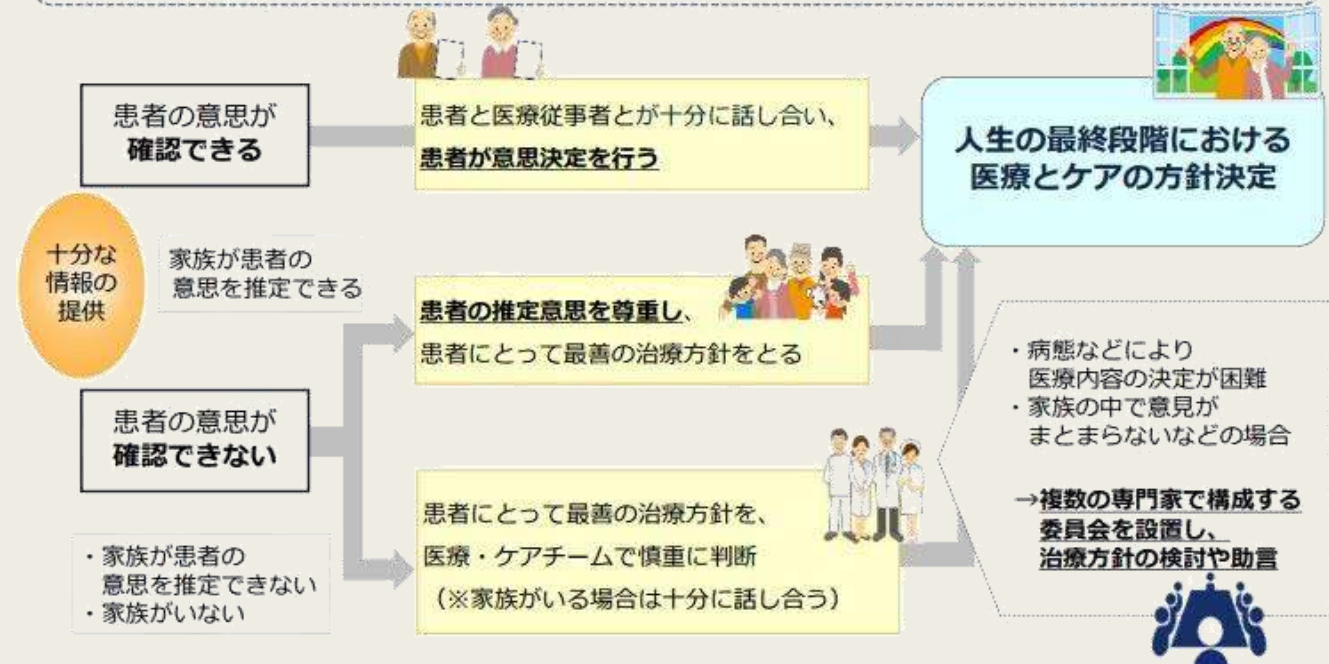 患者の意思が
確認できる
患者と医療従事者とが十分に話し合い、
患者が意思決定を行う
人生の最終段階における
医療とケアの方針決定
十分な
情報の
提供
家族が患者の
意思を推定できる
患者の推定意思を尊重し、
患者にとって最善の治療方針をとる
患者の意思が
確認できない
・家族が患者の
意思を推定できない
・家族がいない
患者にとって最善の治療方針を、
医療・ケアチームで慎重に判断
（※家族がいる場合は十分に話し合う）
・病態などにより
医療内容の決定が困難
・家族の中で意見が
まとまらないなどの場合
→複数の専門家で構成する
委員会を設置し、
治療方針の検討や助言